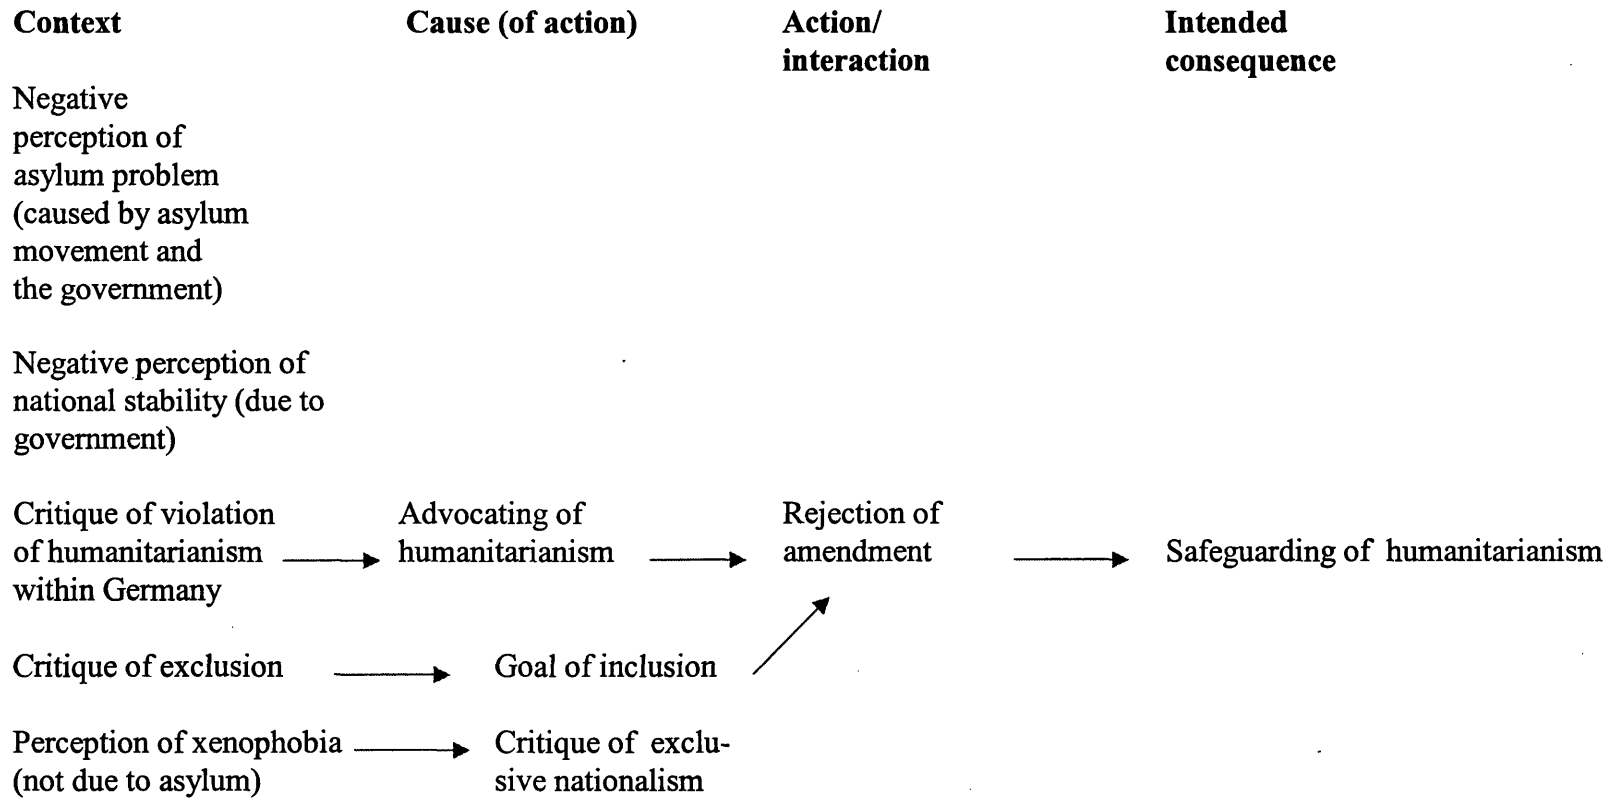 Context
Cause (of action)
Action/
interaction
Intended
consequence
Negative
perception of
asylum problem
(caused by asylum
movement and
the government)
Negative perception of
national stability (due to
government)
Critique of violation
of humanitarianism
within Germany
Advocating of
humanitarianism
Rejection of
amendment
Safeguarding of humanitarianism
Critique of exclusion
Goal of inclusion
Perception of xenophobia
(not due to asylum)
Critique of exclu-
sive nationalism